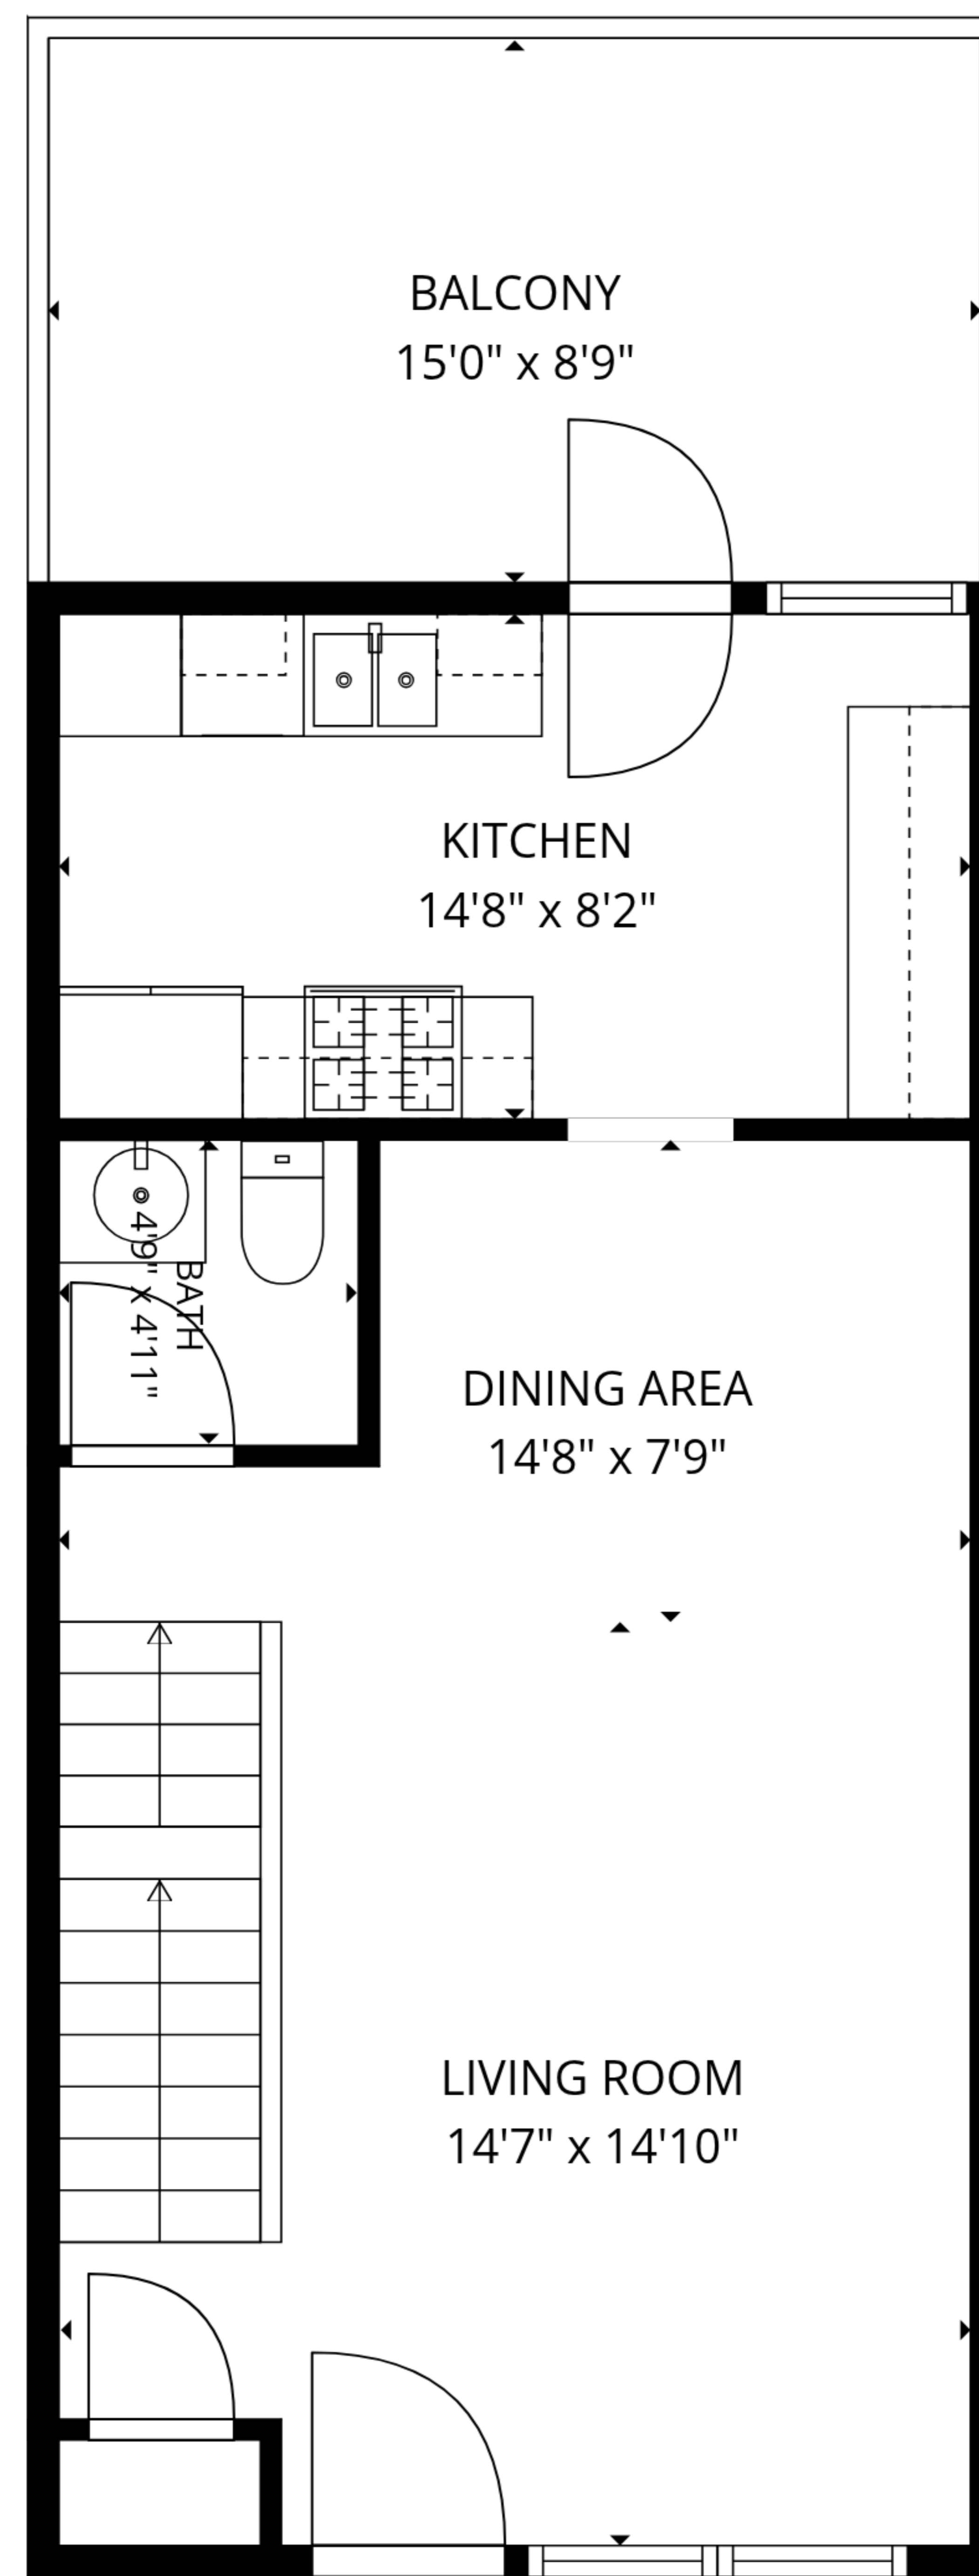 BALCONY
15'0" x 8'9"
KITCHEN
14'8" x 8'2"
BATH
4'9" x 4'11"
DINING AREA
14'8" x 7'9"
LIVING ROOM
14'7" x 14'10"